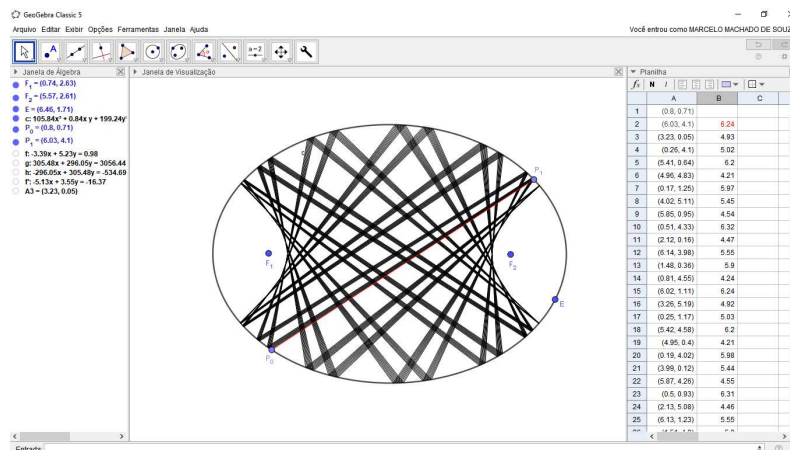 GeoGebra Classic 5
Arquivo Editar Exibir Opções Ferramentas Janela Ajuda
Você entrou como MARCELO MACHADO DE SOUZ
A
a=2
Janela de Álgebra
Janela de Visualização
Planilha
F1 = (0.74, 2.63)
F2 = (5.57, 2.61)
E = (6.46, 1.71)
c: 105.84x² + 0.84x y + 199.24y²
P0 = (0.8, 0.71)
P1 = (6.03, 4.1)
f: -3.39x + 5.23y = 0.98
g: 305.48x + 296.05y = 3056.44
h: -296.05x + 305.48y = -534.69
f': -5.13x + 3.55y = -16.37
A3 = (3.23, 0.05)
c
P1
F1
F2
E
P0
fx N I
A B C
1 (0.8, 0.71)
2 (6.03, 4.1) 6.24
3 (3.23, 0.05) 4.93
4 (0.26, 4.1) 5.02
5 (5.41, 0.64) 6.2
6 (4.96, 4.83) 4.21
7 (0.17, 1.25) 5.97
8 (4.02, 5.11) 5.45
9 (5.85, 0.95) 4.54
10 (0.51, 4.33) 6.32
11 (2.12, 0.16) 4.47
12 (6.14, 3.98) 5.55
13 (1.48, 0.36) 5.9
14 (0.81, 4.55) 4.24
15 (6.02, 1.11) 6.24
16 (3.26, 5.19) 4.92
17 (0.25, 1.17) 5.03
18 (5.42, 4.58) 6.2
19 (4.95, 0.4) 4.21
20 (0.19, 4.02) 5.98
21 (3.99, 0.12) 5.44
22 (5.87, 4.26) 4.55
23 (0.5, 0.93) 6.31
24 (2.13, 5.08) 4.46
25 (6.13, 1.23) 5.55
Entrada: